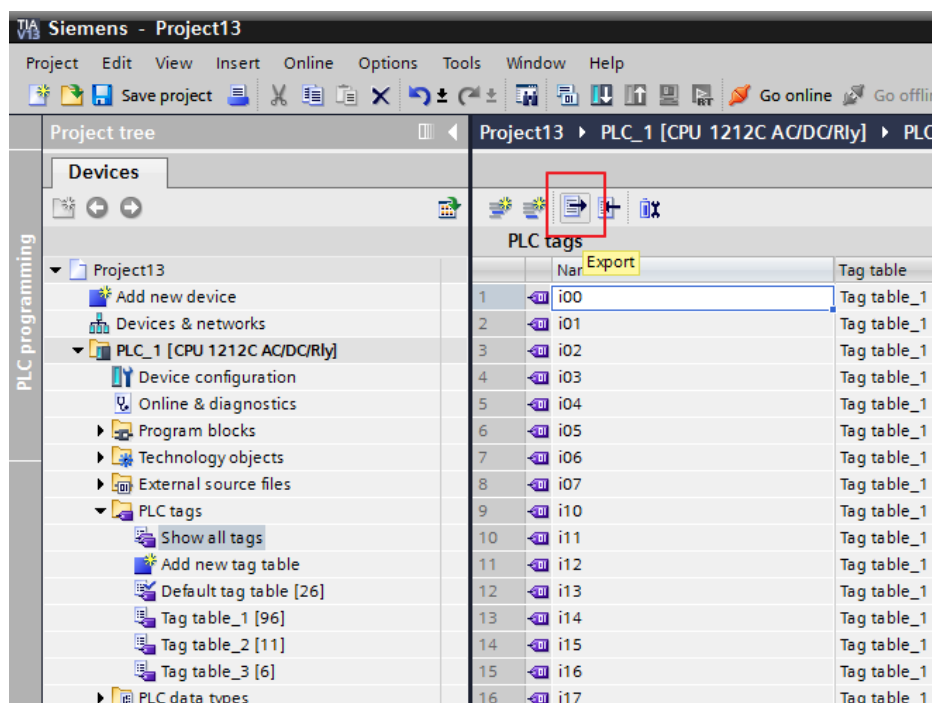 TIA V13 Siemens - Project13
Project Edit View Insert Online Options Tools Window Help
Save project RT Go online Go offli
Project tree
Project13 PLC_1 [CPU 1212C AC/DC/Rly] PLC
Devices
PLC programming
PLC tags
Export
Nar Tag table
Project13
Add new device
Devices & networks
PLC_1 [CPU 1212C AC/DC/Rly]
Device configuration
Online & diagnostics
Program blocks
Technology objects
External source files
PLC tags
Show all tags
Add new tag table
Default tag table [26]
Tag table_1 [96]
Tag table_2 [11]
Tag table_3 [6]
PLC data types
1 i00 Tag table_1
2 i01 Tag table_1
3 i02 Tag table_1
4 i03 Tag table_1
5 i04 Tag table_1
6 i05 Tag table_1
7 i06 Tag table_1
8 i07 Tag table_1
9 i10 Tag table_1
10 i11 Tag table_1
11 i12 Tag table_1
12 i13 Tag table_1
13 i14 Tag table_1
14 i15 Tag table_1
15 i16 Tag table_1
16 i17 Tag table_1